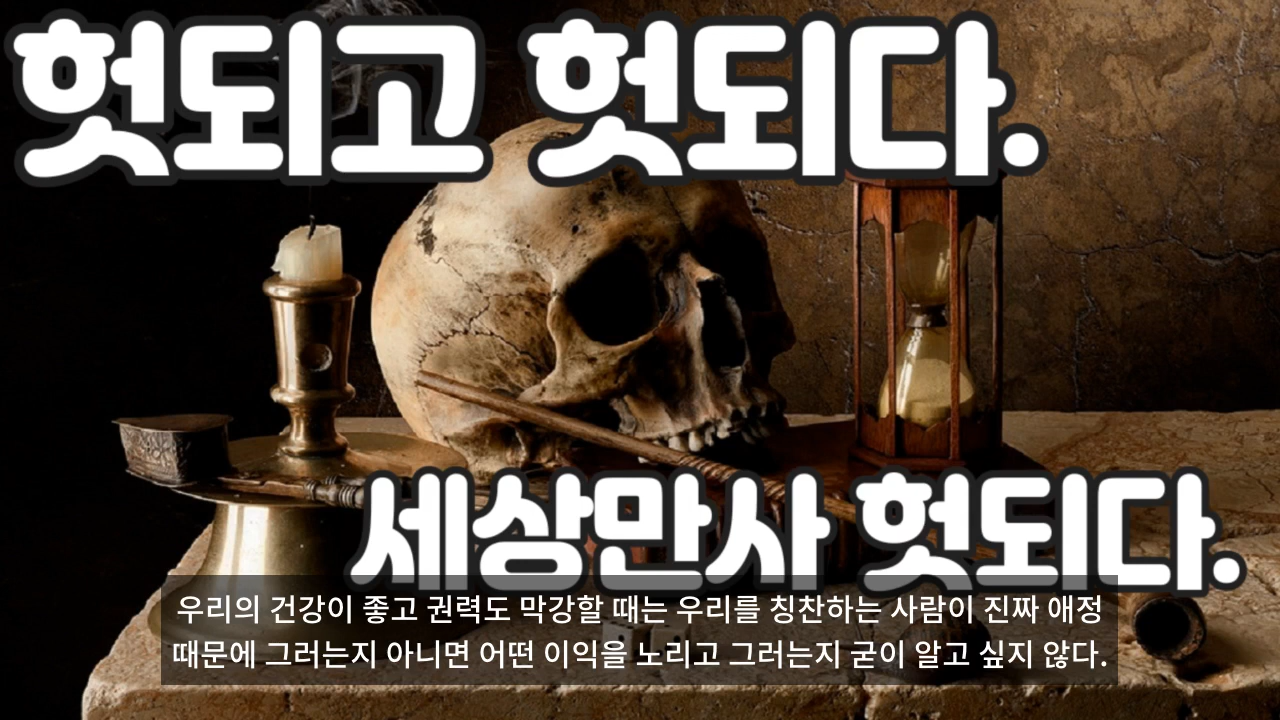 헛되고 헛되다.
세상만사 헛되다.
우리의 건강이 좋고 권력도 막강할 때는 우리를 칭찬하는 사람이 진짜 애정
때문에 그러는지 아니면 어떤 이익을 노리고 그러는지 굳이 알고 싶지 않다.